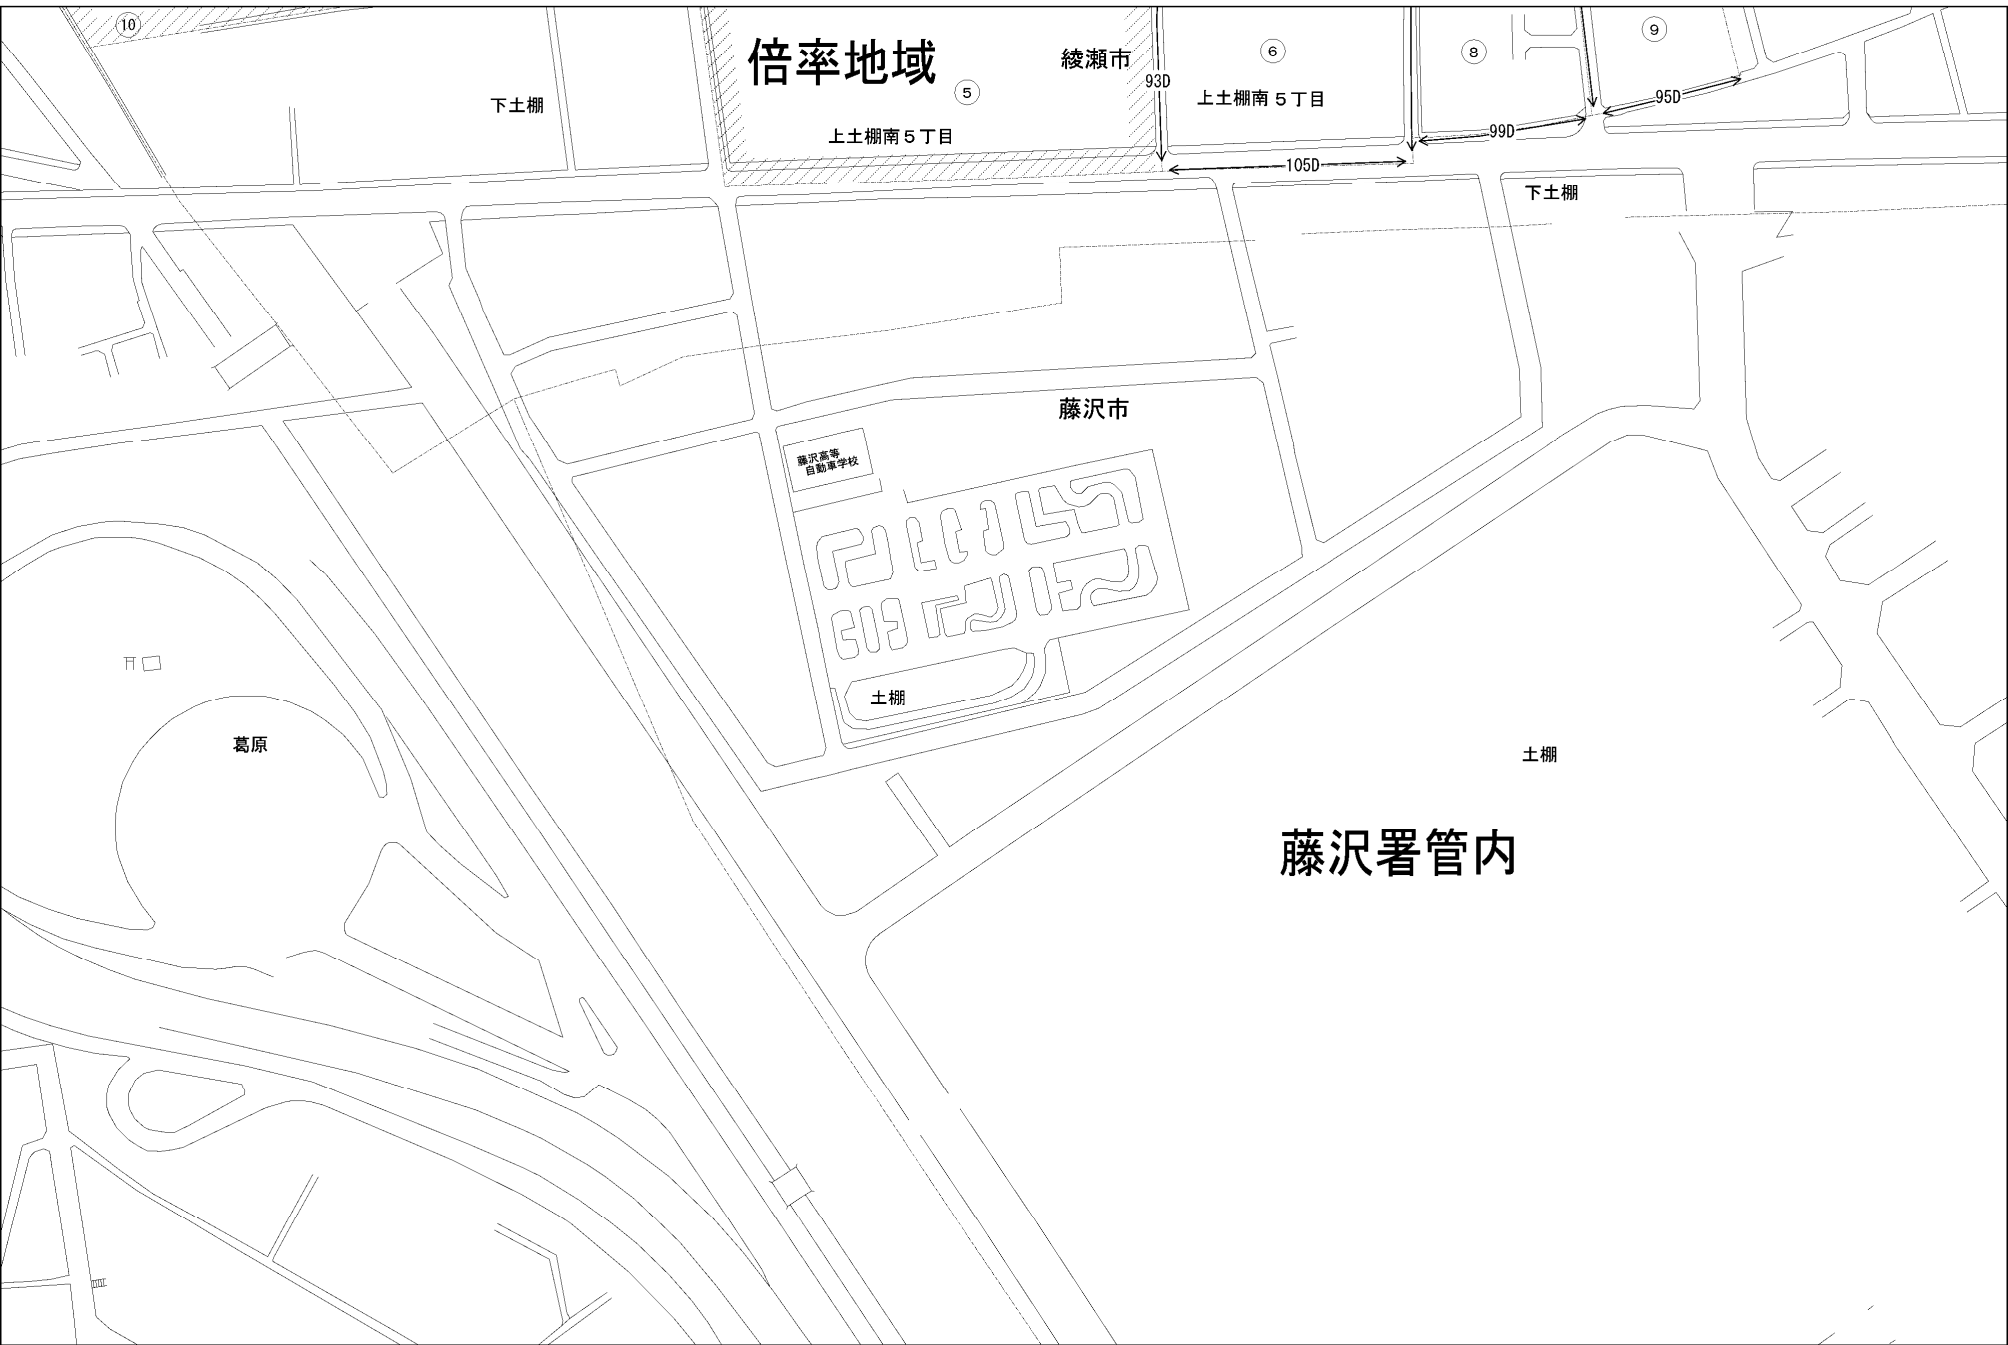 ⑩
倍率地域
綾瀬市
⑤
⑥
⑧
⑨
93D
95D
下土棚
上土棚南５丁目
上土棚南５丁目
99D
105D
下土棚
藤沢市
藤沢高等
自動車学校
土棚
葛原
土棚
藤沢署管内